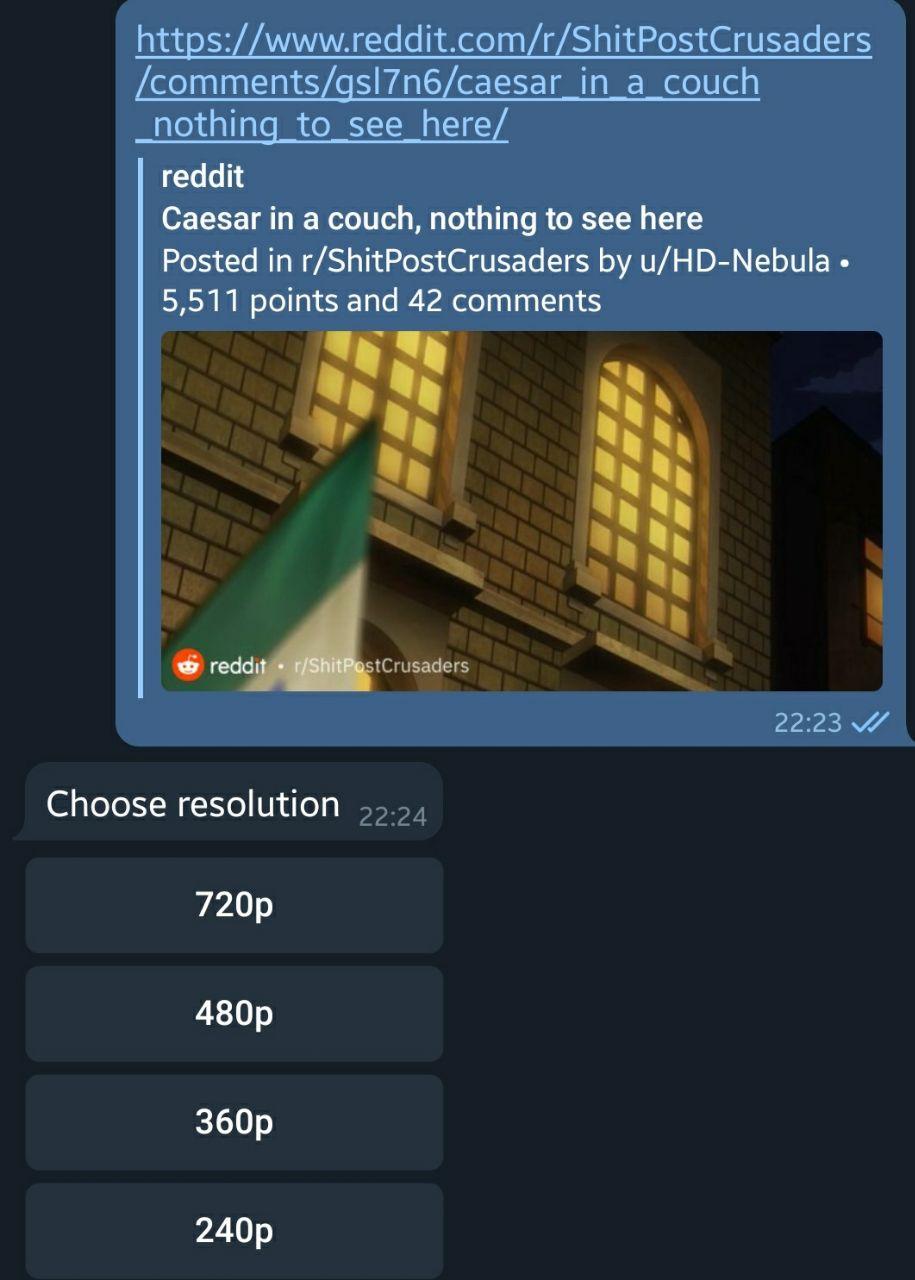 https://www.reddit.com/r/ShitPostCrusaders
/comments/gsl7n6/caesar_in_a_couch
_nothing_to_see_here/
reddit
Caesar in a couch, nothing to see here
Posted in r/ShitPostCrusaders by u/HD-Nebula •
5,511 points and 42 comments
reddit • r/ShitPostCrusaders
22:23
Choose resolution 22:24
720p
480p
360p
240p